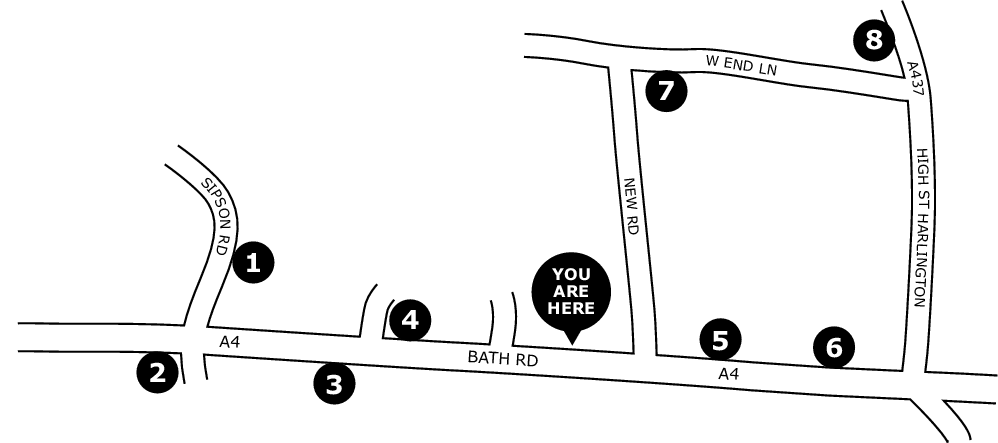 8
W END LN
A437
7
SIPSON RD
NEW RD
HIGH ST HARLINGTON
1
YOU
ARE
HERE
4
A4
BATH RD
5
6
2
3
A4